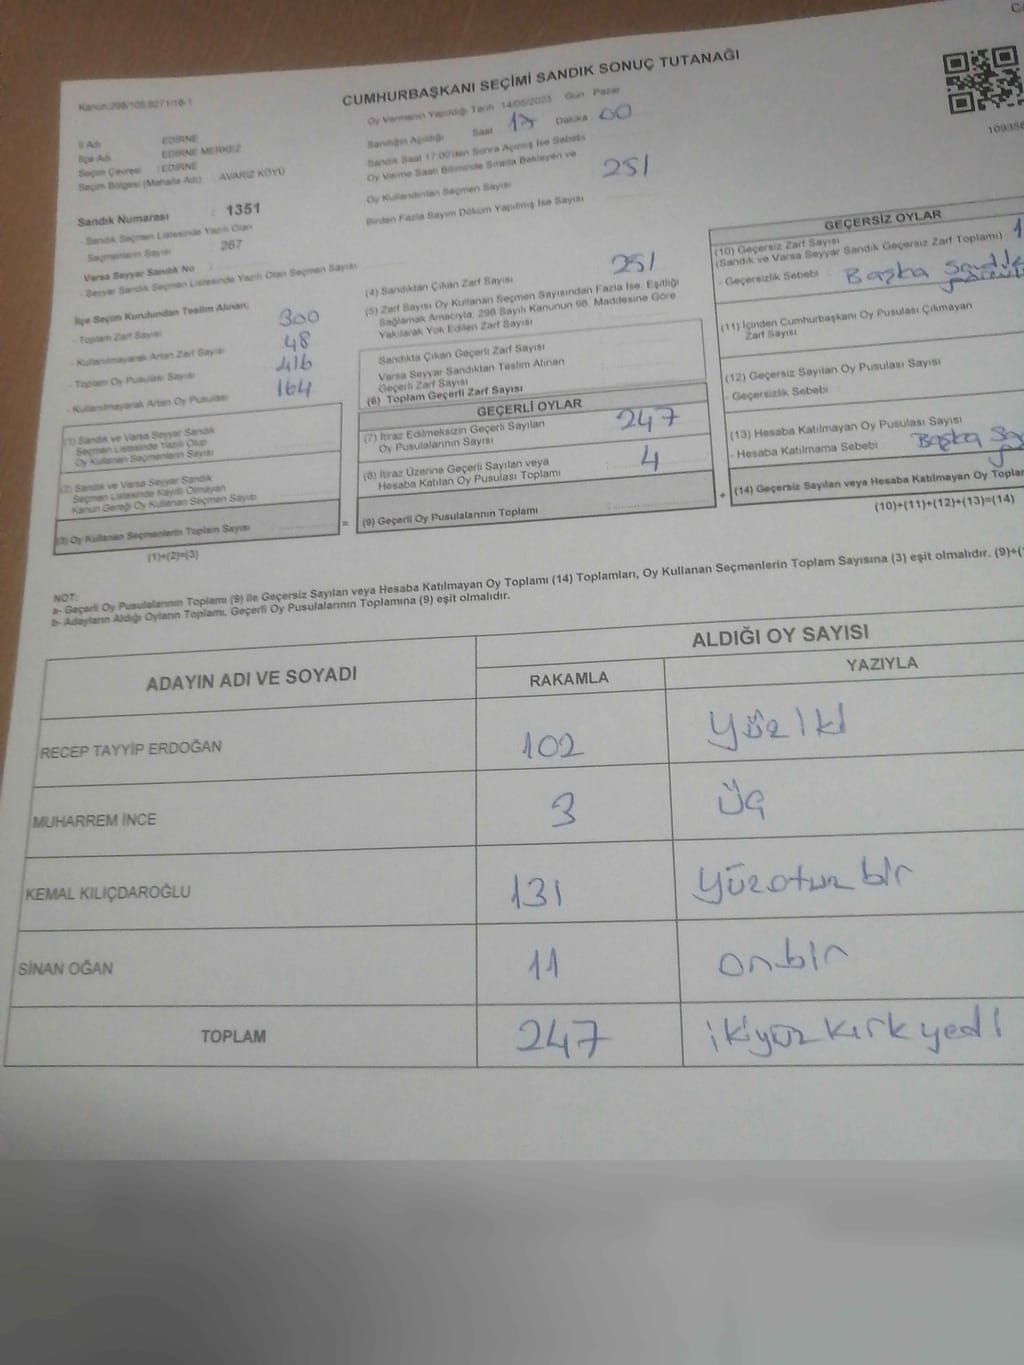 Kanun:298/105.6271/18-1
CUMHURBAŞKANI SEÇİMİ SANDIK SONUÇ TUTANAĞI
Oy Vermenin Yapıldığı Tarih 14/05/2023 Gün Pazar
Sandığın Açıldığı Saat 17 Dakika 00
Sandık Saat 17:00'den Sonra Açılmış İse Sebebi
Oy Verme Saati Bitiminde Sırada Bekleyen ve
Oy Kullandırılan Seçmen Sayısı 251
Birden Fazla Sayım Döküm Yapılmış İse Sayısı
İl Adı EDİRNE
İlçe Adı EDİRNE MERKEZ
Seçim Çevresi : EDİRNE
Seçim Bölgesi (Mahalle Adı) AVARIZ KÖYÜ
Sandık Numarası : 1351
- Sandık Seçmen Listesinde Yazılı Olan
Seçmenlerin Sayısı : 267
Varsa Seyyar Sandık No
- Seyyar Sandık Seçmen Listesinde Yazılı Olan Seçmen Sayısı
İlçe Seçim Kurulundan Teslim Alınan;
- Toplam Zarf Sayısı 300
- Kullanılmayarak Artan Zarf Sayısı 48
- Toplam Oy Pusulası Sayısı 416
- Kullanılmayarak Artan Oy Pusulası 164
(1) Sandık ve Varsa Seyyar Sandık
Seçmen Listesinde Yazılı Olup
Oy Kullanan Seçmenlerin Sayısı
(2) Sandık ve Varsa Seyyar Sandık
Seçmen Listesinde Kayıtlı Olmayan
Kanun Gereği Oy Kullanan Seçmen Sayısı
(3) Oy Kullanan Seçmenlerin Toplam Sayısı
(1)+(2)=(3)
=
(4) Sandıktan Çıkan Zarf Sayısı 251
(5) Zarf Sayısı Oy Kullanan Seçmen Sayısından Fazla İse, Eşitliği
Sağlamak Amacıyla, 298 Sayılı Kanunun 98. Maddesine Göre
Yakılarak Yok Edilen Zarf Sayısı
Sandıkta Çıkan Geçerli Zarf Sayısı
Varsa Seyyar Sandıktan Teslim Alınan
Geçerli Zarf Sayısı
(6) Toplam Geçerli Zarf Sayısı
GEÇERLİ OYLAR
(7) İtiraz Edilmeksizin Geçerli Sayılan
Oy Pusulalarının Sayısı 247
(8) İtiraz Üzerine Geçerli Sayılan veya
Hesaba Katılan Oy Pusulası Toplamı 4
(9) Geçerli Oy Pusulalarının Toplamı
+
109358
GEÇERSİZ OYLAR
(10) Geçersiz Zarf Sayısı
(Sandık ve Varsa Seyyar Sandık Geçersiz Zarf Toplamı) 1
- Geçersizlik Sebebi : Başka
(11) İçinden Cumhurbaşkanı Oy Pusulası Çıkmayan
Zarf Sayısı
(12) Geçersiz Sayılan Oy Pusulası Sayısı
- Geçersizlik Sebebi
(13) Hesaba Katılmayan Oy Pusulası Sayısı
- Hesaba Katılmama Sebebi Başka
(14) Geçersiz Sayılan veya Hesaba Katılmayan Oy
(10)+(11)+(12)+(13)=(14)
NOT:
a- Geçerli Oy Pusulalarının Toplamı (9) ile Geçersiz Sayılan veya Hesaba Katılmayan Oy Toplamı (14) Toplamları, Oy Kullanan Seçmenlerin Toplam Sayısına (3) eşit olmalıdır. (9)+(
b- Adayların Aldığı Oyların Toplamı, Geçerli Oy Pusulalarının Toplamına (9) eşit olmalıdır.
ADAYIN ADI VE SOYADI
ALDIĞI OY SAYISI
RAKAMLA YAZIYLA
RECEP TAYYİP ERDOĞAN 102 yüziki
MUHARREM İNCE 3 üç
KEMAL KILIÇDAROĞLU 131 yüzotuz bir
SİNAN OĞAN 11 onbir
TOPLAM 247 ikiyüz kırk yedi